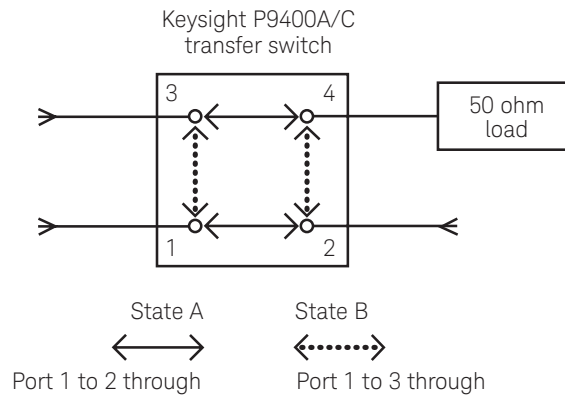 Keysight P9400A/C
transfer switch
3
4
50 ohm
load
1
2
State A
State B
Port 1 to 2 through
Port 1 to 3 through